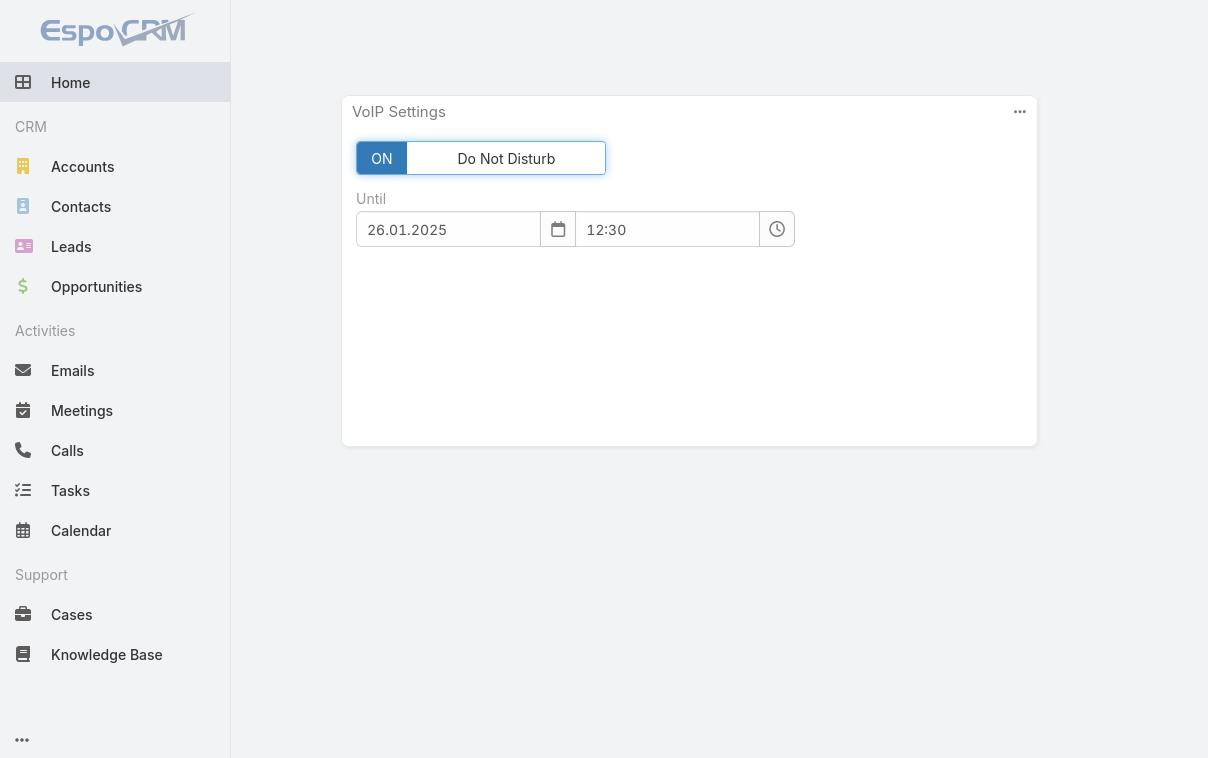 EspoCRM
Home
CRM
Accounts
Contacts
Leads
Opportunities
Activities
Emails
Meetings
Calls
Tasks
Calendar
Support
Cases
Knowledge Base
VoIP Settings
ON Do Not Disturb
Until
26.01.2025 12:30